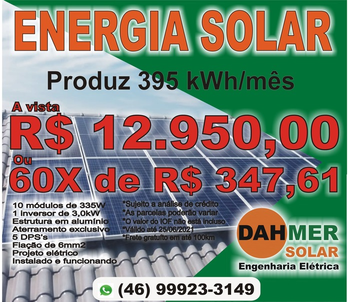 ENERGIA SOLAR
Produz 395 kWh/mês
A vista
R$ 12.950,00
Ou
60X de R$ 347,61
10 módulos de 335W
1 inversor de 3,0kW
Estrutura em alumínio
Aterramento exclusivo
5 DPS's
Fiação de 6mm2
Projeto elétrico
Instalado e funcionando
*Sujeito a análise de crédito
*As parcelas poderão variar
*O valor do IOF não está incluso
*Válido até 25/06/2021
*Frete gratuito em até 100km
DAHMER
SOLAR
Engenharia Elétrica
(46) 99923-3149